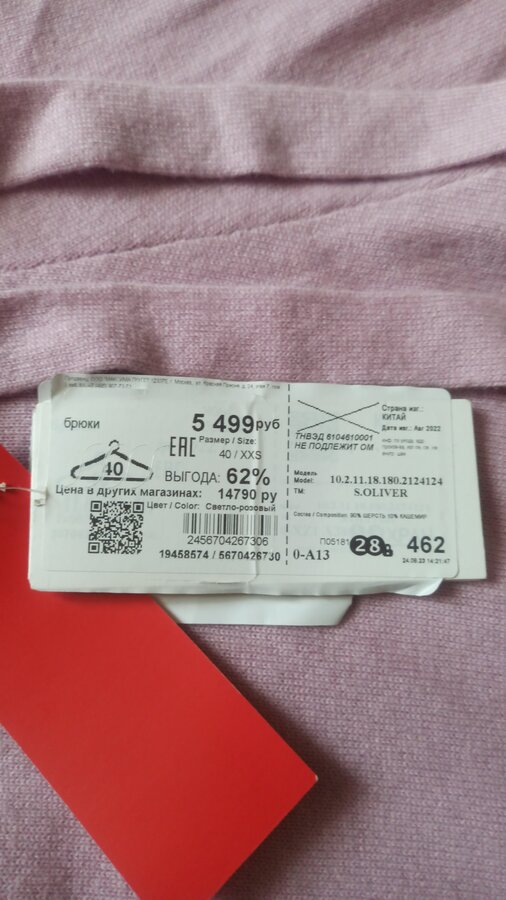 брюки
5 499руб
EAC
Размер / Size:
40 / XXS
40
ВЫГОДА: 62%
Цена в других магазинах: 14790 ру
Цвет / Color: Светло-розовый
2456704267306
19458574 / 5670426730
ТНВЭД 6104610001
НЕ ПОДЛЕЖИТ ОМ
Страна изг.:
КИТАЙ
Дата изг.: Авг 2022
Модель
Model: 10.2.11.18.180.2124124
ТМ: S.OLIVER
Состав / Composition: 90% ШЕРСТЬ 10% КАШЕМИР
П05181
28
462
0-А13
24.06.23 14:21:47